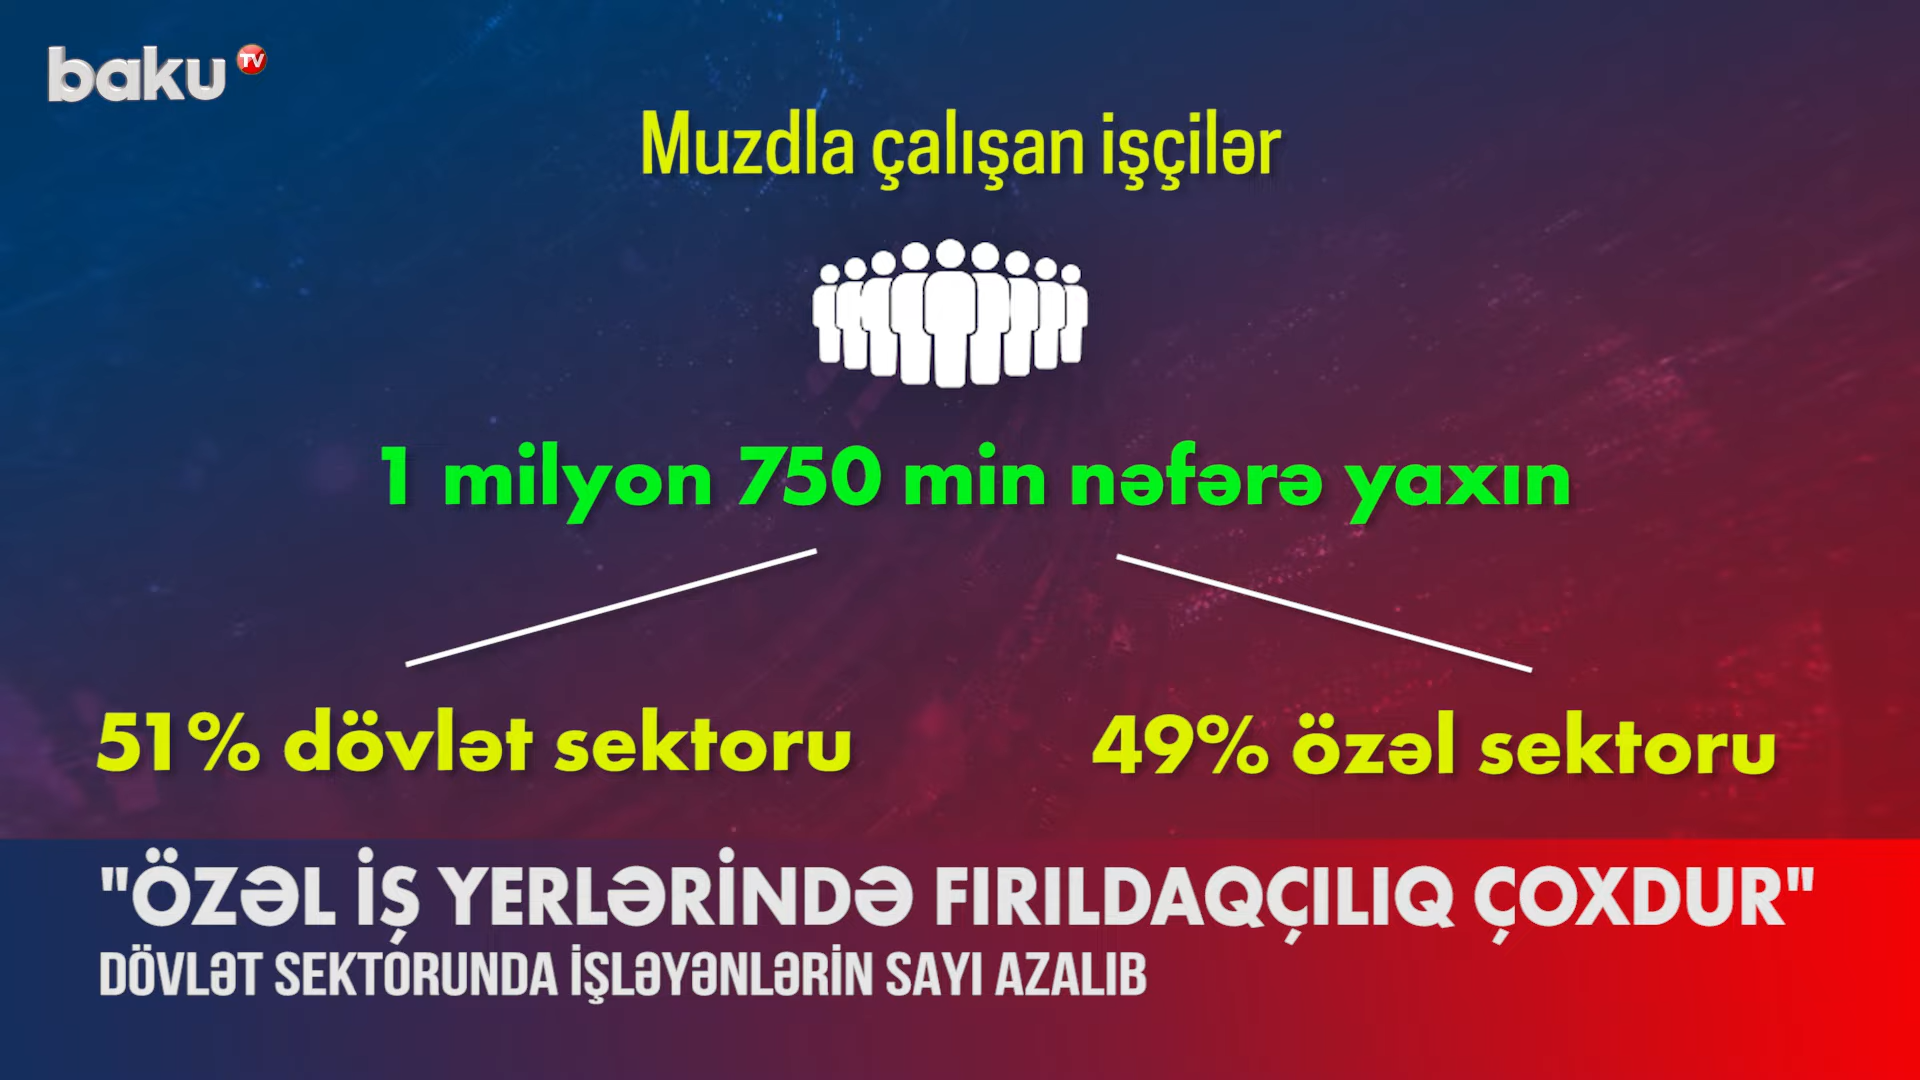 baku TV
Muzdla çalışan işçilər
1 milyon 750 min nəfərə yaxın
51% dövlət sektoru
49% özəl sektoru
"ÖZƏL İŞ YERLƏRİNDƏ FIRILDAQÇILIQ ÇOXDUR"
DÖVLƏT SEKTORUNDA İŞLƏYƏNLƏRİN SAYI AZALIB